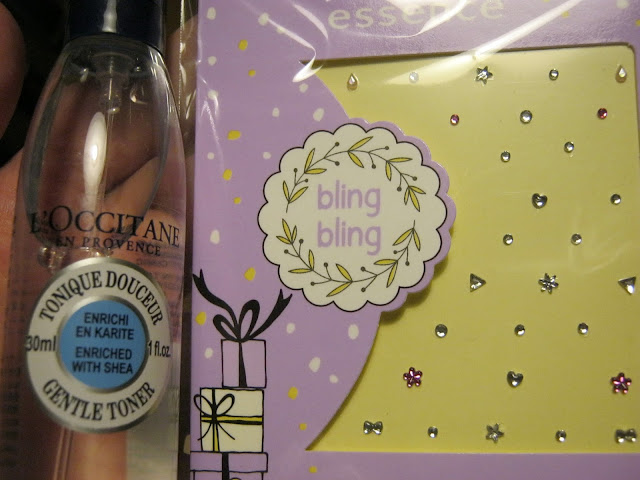 L'OCCITANE
EN PROVENCE
TONIQUE DOUCEUR
ENRICHI
EN KARITE
30ml
1 fl.oz.
ENRICHED
WITH SHEA
GENTLE TONER
essence
bling
bling